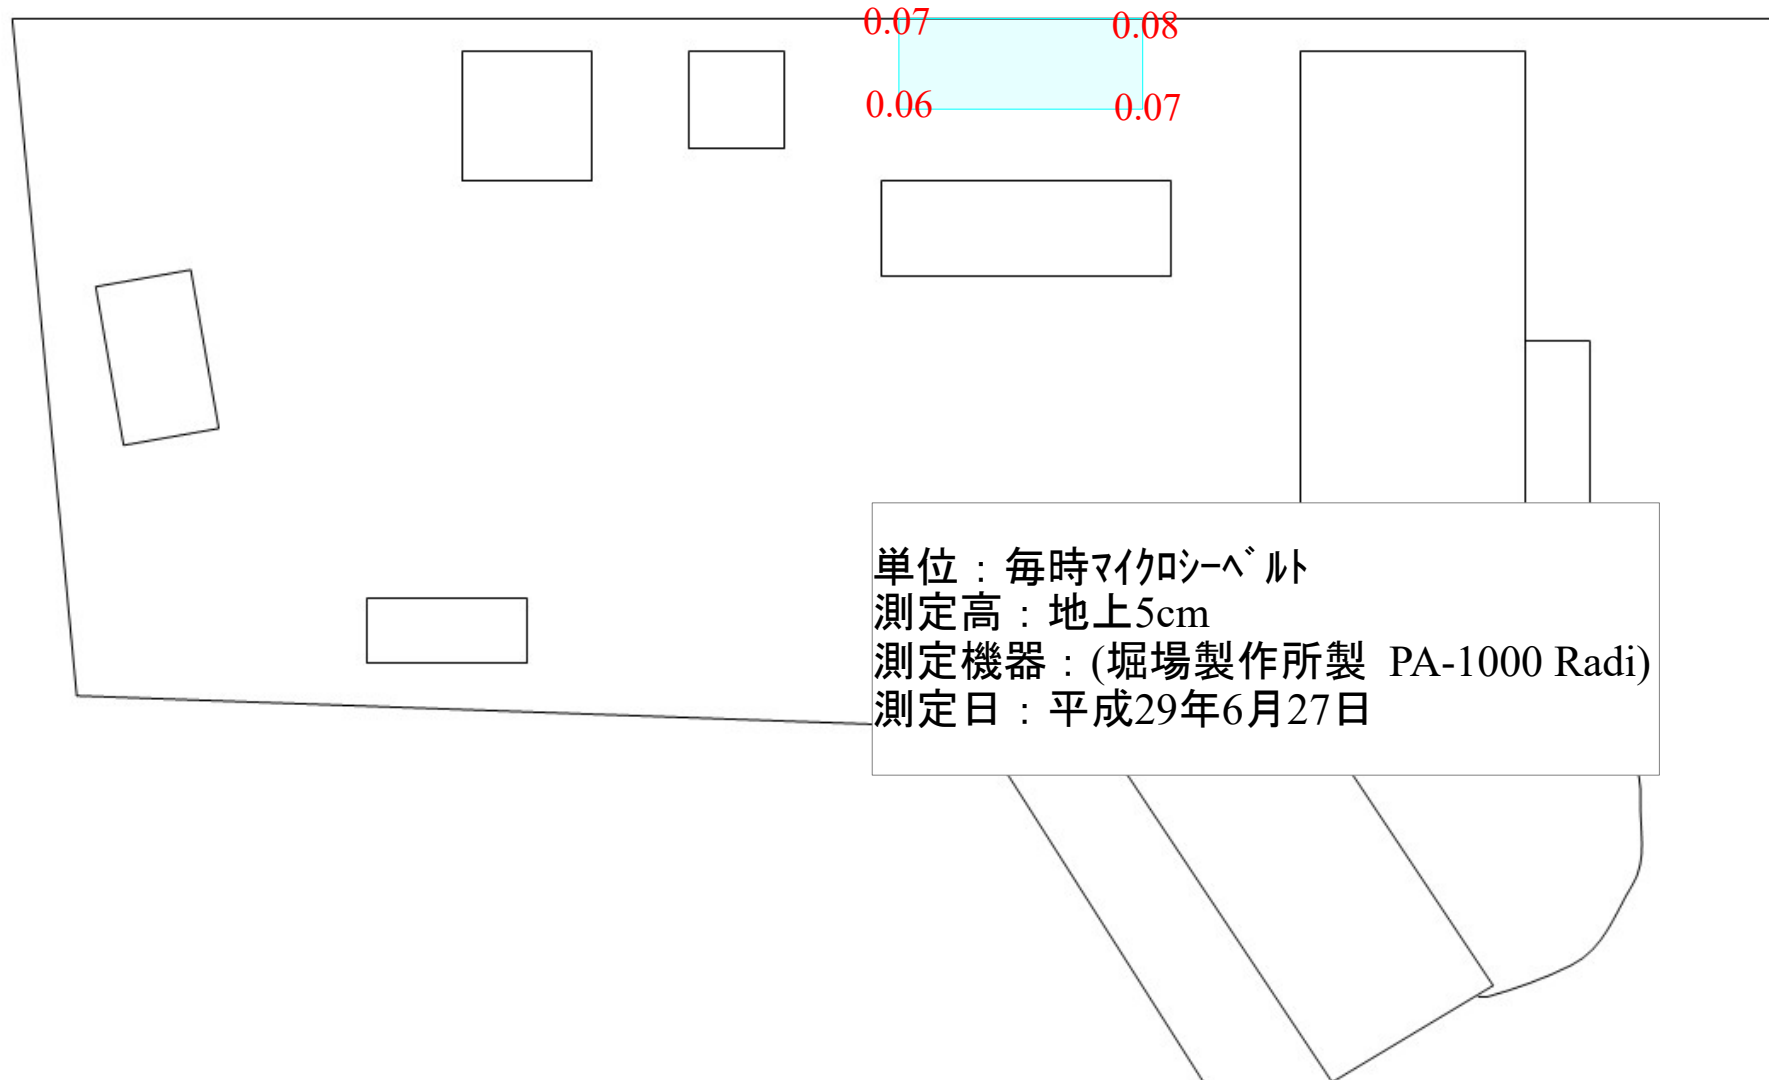 0.07
0.08
0.06
0.07
単位：毎時ﾏｲｸﾛｼｰﾍﾞﾙﾄ
測定高：地上5cm
測定機器：(堀場製作所製 PA-1000 Radi)
測定日：平成29年6月27日